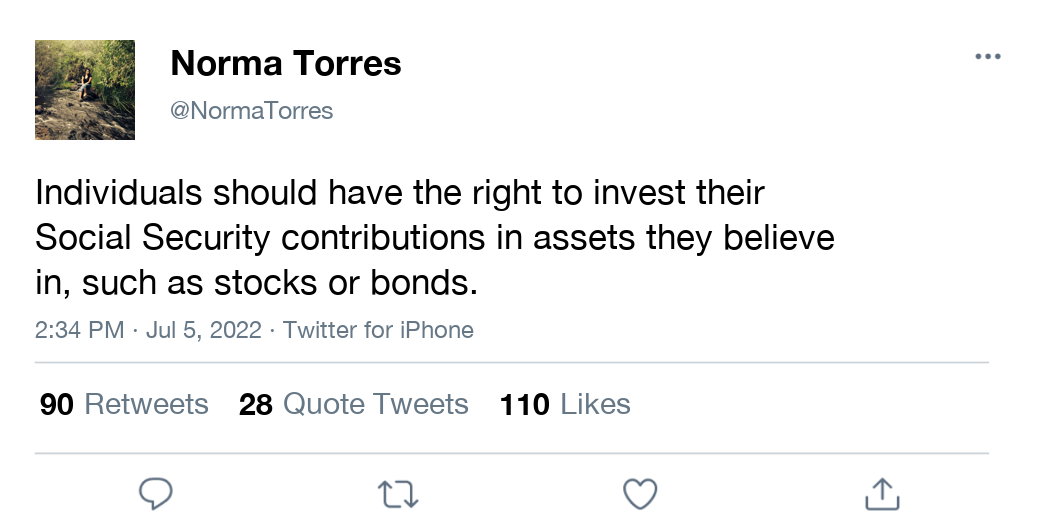 Norma Torres
@NormaTorres
Individuals should have the right to invest their
Social Security contributions in assets they believe
in, such as stocks or bonds.
2:34 PM · Jul 5, 2022 · Twitter for iPhone
90 Retweets 28 Quote Tweets 110 Likes